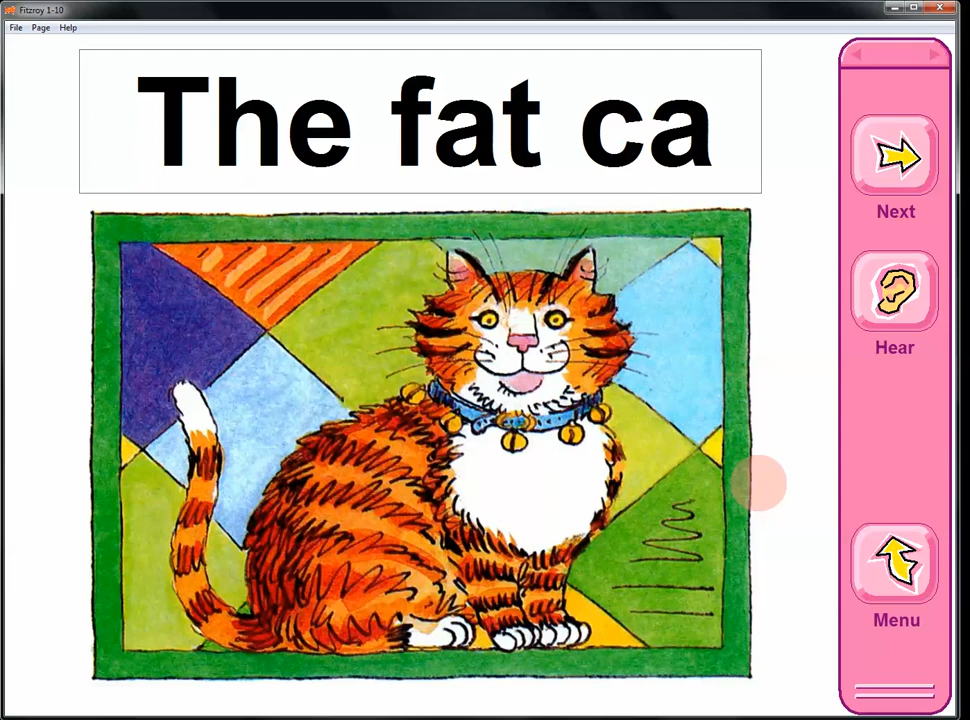 Fitzroy 1-10
File Page Help
The fat ca
Next
Hear
Menu